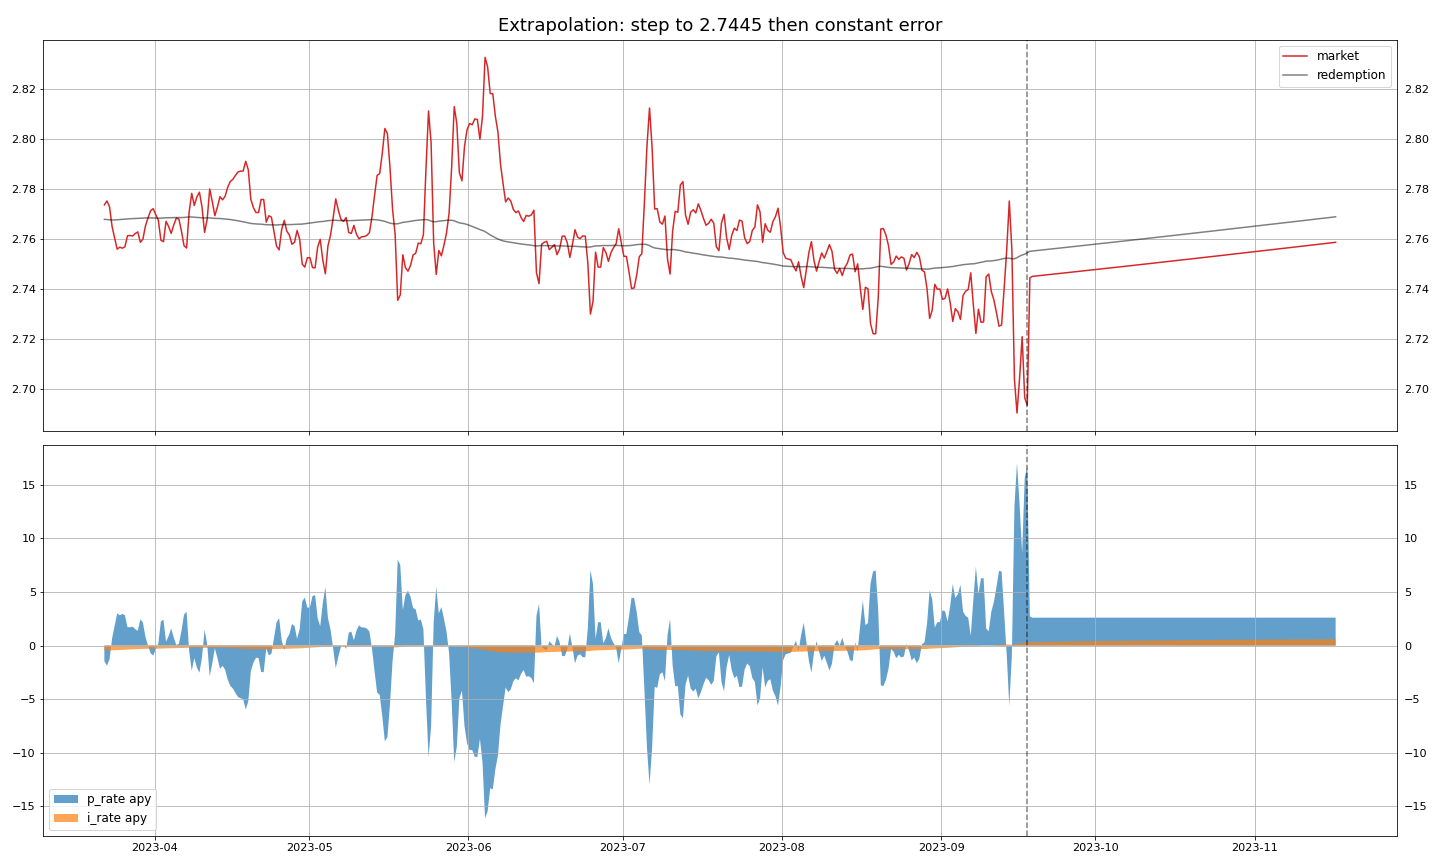 Extrapolation: step to 2.7445 then constant error
market
redemption
2.82 2.82
2.80 2.80
2.78 2.78
2.76 2.76
2.74 2.74
2.72 2.72
2.70 2.70
15 15
10 10
5 5
0 0
−5 −5
−10 −10
−15 −15
p_rate apy
i_rate apy
2023-04 2023-05 2023-06 2023-07 2023-08 2023-09 2023-10 2023-11